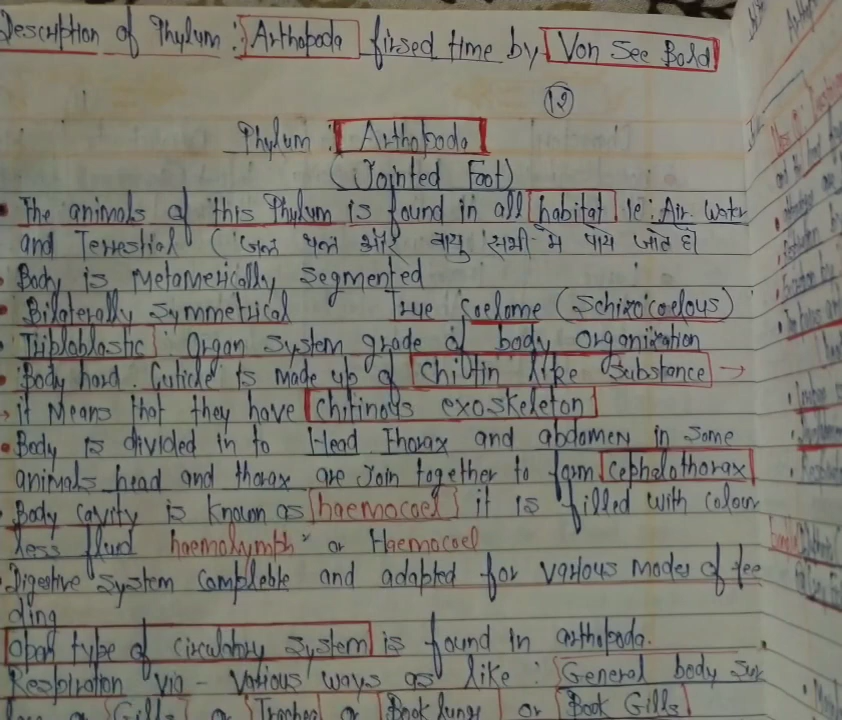 Description of Phylum : Arthopoda firsed time by Von See Bold
12
Phylum : Arthopoda
(Jointed Foot)
• The animals of this Phylum is found in all habitat ie: Air. Water
and Terrestial (जल थल और वायु सभी मे पाये जाते हो
• Body is Metamerically Segmented
• Bilaterally Symmetrical True Coelome (Schizocoelous)
• Tribloblastic Organ System grade of body organization
• Body hard. Cuticle is made up of Chiltin like Substance →
→ it Means that they have Chitinous exoskeleton
• Body is divided in to Head Thorax and abdomen in Some
animals head and thorax are Join together to form Cephalothorax
• Body cavity is known as haemocoel it is filled with colour
less fluid haemolymph or Haemocoel
• Digestive System complebte and adapted for various modes of fee
ding
Opan type of circulatory System is found in arthopoda.
Respiration via - Various ways as like : General body Sur
Gills or Trachea or Book lungs or Book Gills